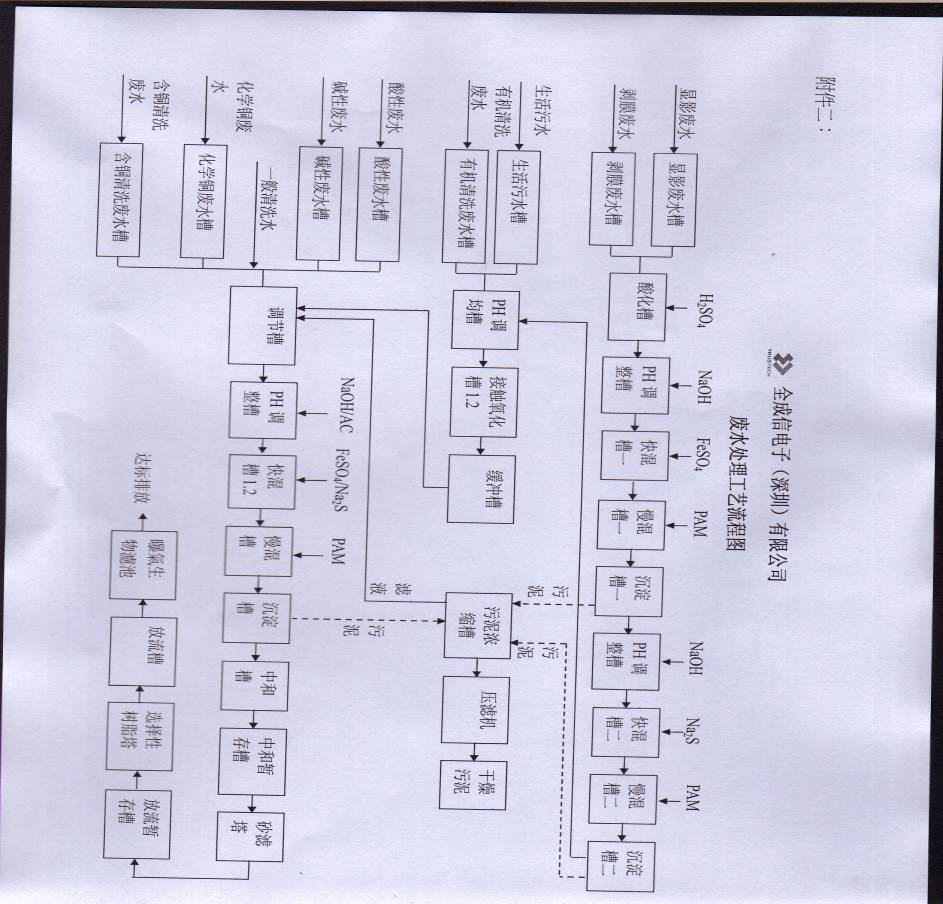 附件二：
TRUSTECH
全成信电子（深圳）有限公司
废水处理工艺流程图
显影废水
显影废水槽
剥膜废水
剥膜废水槽
H₂SO₄
酸化槽
NaOH
PH 调
整槽
FeSO₄
快混
槽一
PAM
慢混
槽一
沉淀
槽一
NaOH
PH 调
整槽
Na₂S
快混
槽二
PAM
慢混
槽二
沉淀
槽二
生活污水
生活污水槽
有机清洗
废水
有机清洗废水槽
PH 调
均槽
接触氧化
槽 1.2
缓冲槽
污
泥
污
泥
污泥浓
缩槽
压滤机
干燥
污泥
滤
液
污
泥
酸性废水
酸性废水槽
碱性废水
碱性废水槽
一般清洗水
化学铜废
水
化学铜废水槽
含铜清洗
废水
含铜清洗废水槽
调节槽
NaOH/AC
PH 调
整槽
FeSO₄/Na₂S
快混
槽 1.2
PAM
慢混
槽
沉淀
槽
中和
槽
中和暂
存槽
砂滤
塔
放流暂
存槽
选择性
树脂塔
放流槽
曝氣生
物滤池
达标排放